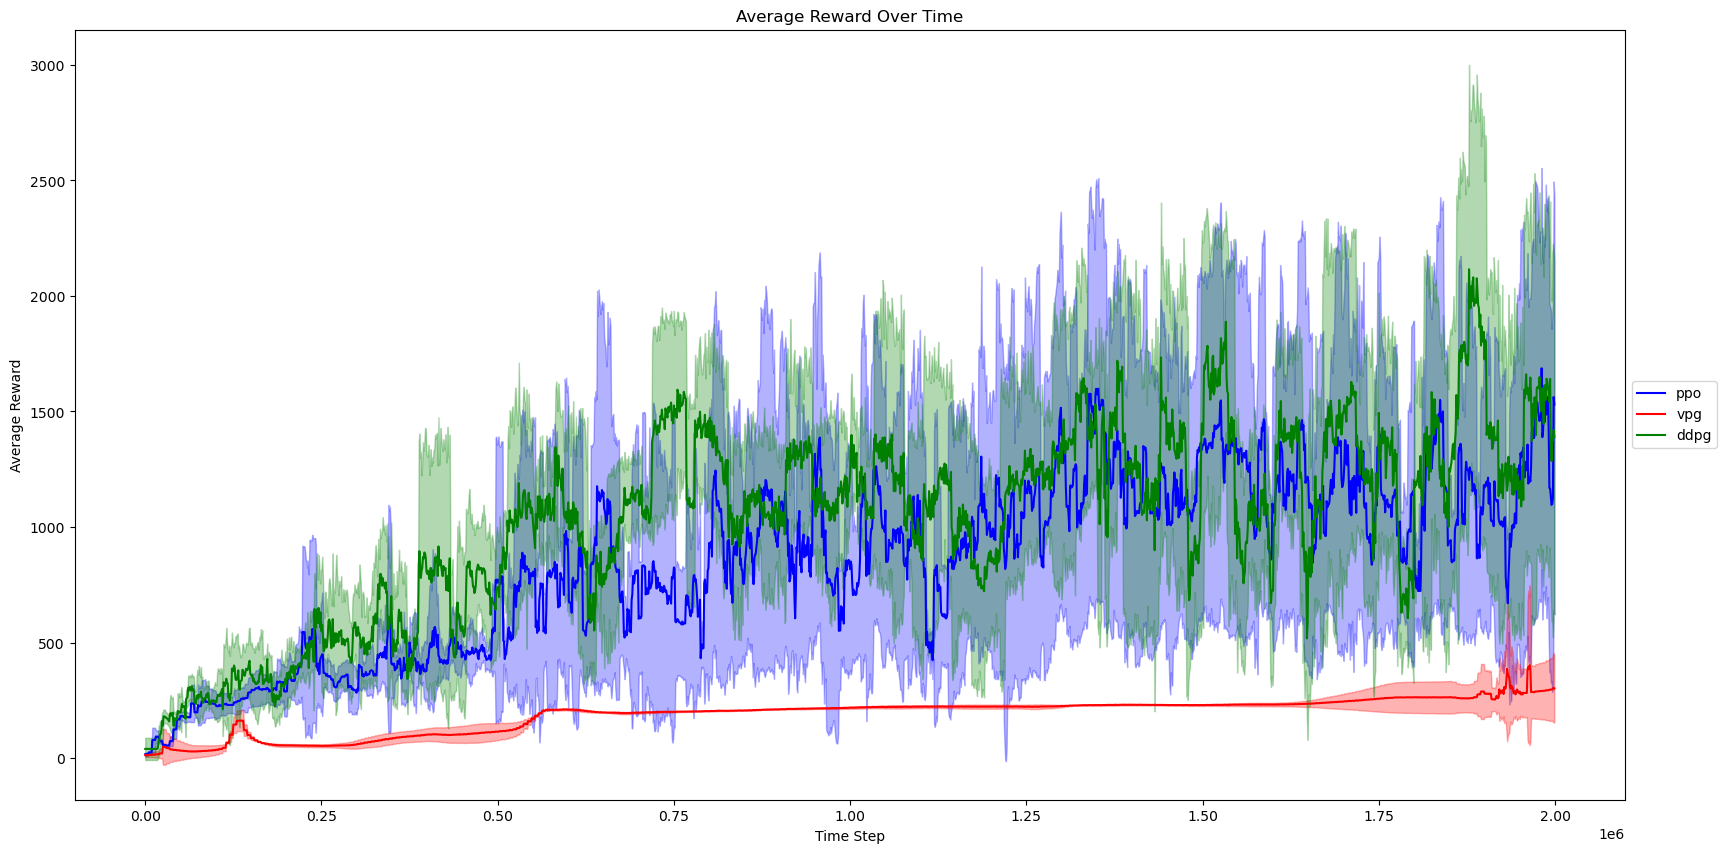 Average Reward Over Time
3000
2500
2000
1500
1000
500
0
Average Reward
0.00 0.25 0.50 0.75 1.00 1.25 1.50 1.75 2.00
1e6
Time Step
ppo
vpg
ddpg